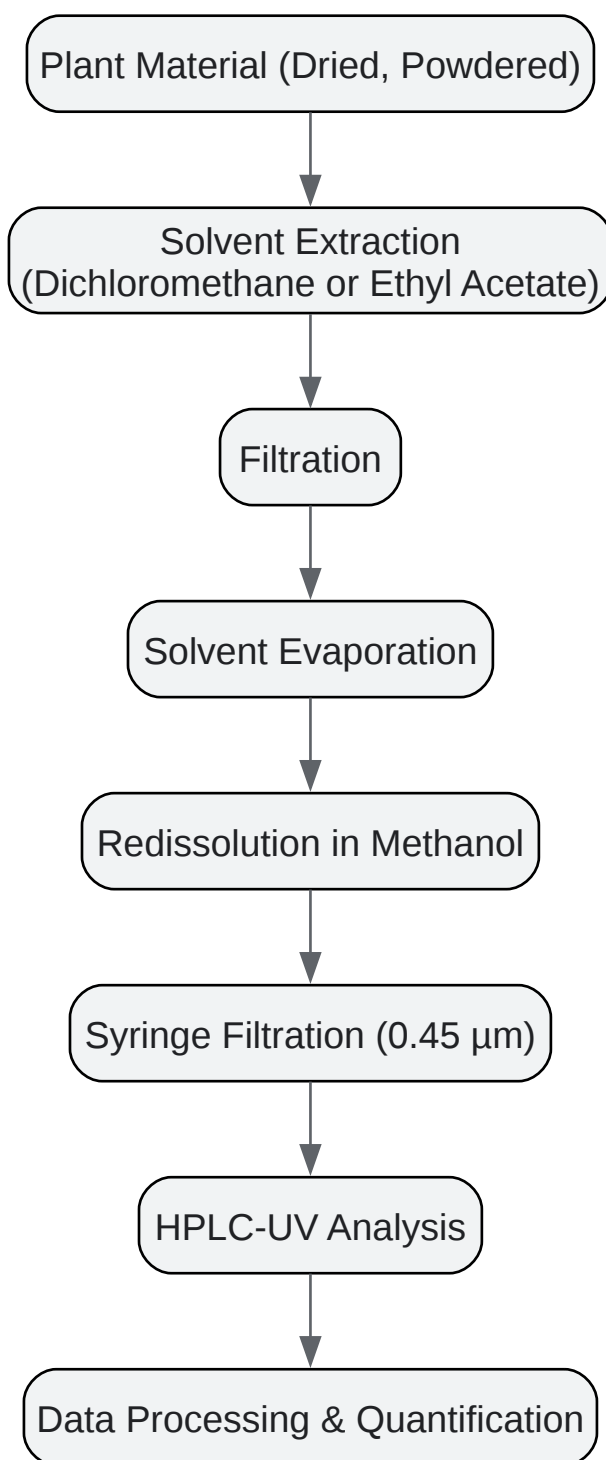 Plant Material (Dried, Powdered)
Solvent Extraction
(Dichloromethane or Ethyl Acetate)
Filtration
Solvent Evaporation
Redissolution in Methanol
Syringe Filtration (0.45 µm)
HPLC-UV Analysis
Data Processing & Quantification